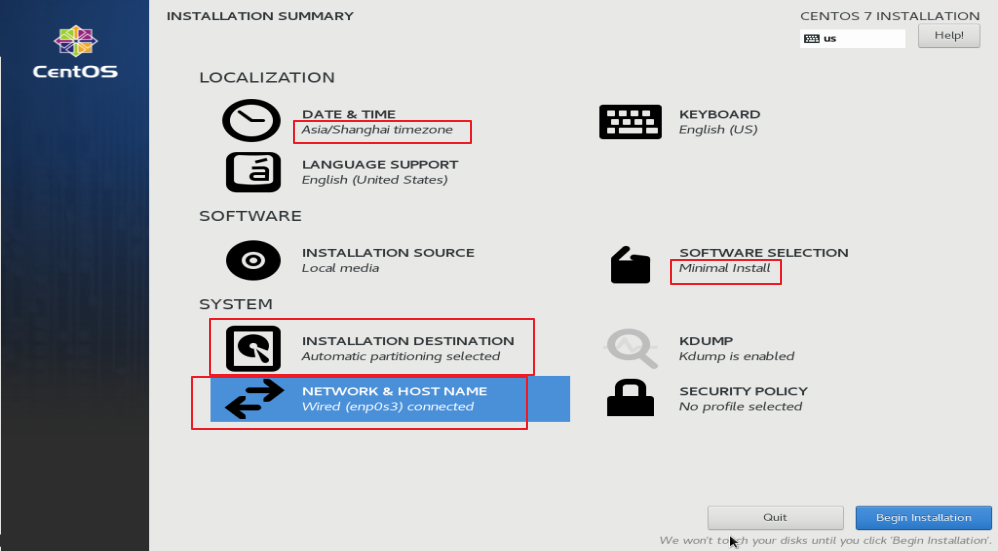 INSTALLATION SUMMARY
CENTOS 7 INSTALLATION
us
Help!
CentOS
LOCALIZATION
DATE & TIME
Asia/Shanghai timezone
KEYBOARD
English (US)
á
LANGUAGE SUPPORT
English (United States)
SOFTWARE
INSTALLATION SOURCE
Local media
SOFTWARE SELECTION
Minimal Install
SYSTEM
INSTALLATION DESTINATION
Automatic partitioning selected
KDUMP
Kdump is enabled
NETWORK & HOST NAME
Wired (enp0s3) connected
SECURITY POLICY
No profile selected
Quit
Begin Installation
We won't touch your disks until you click 'Begin Installation'.